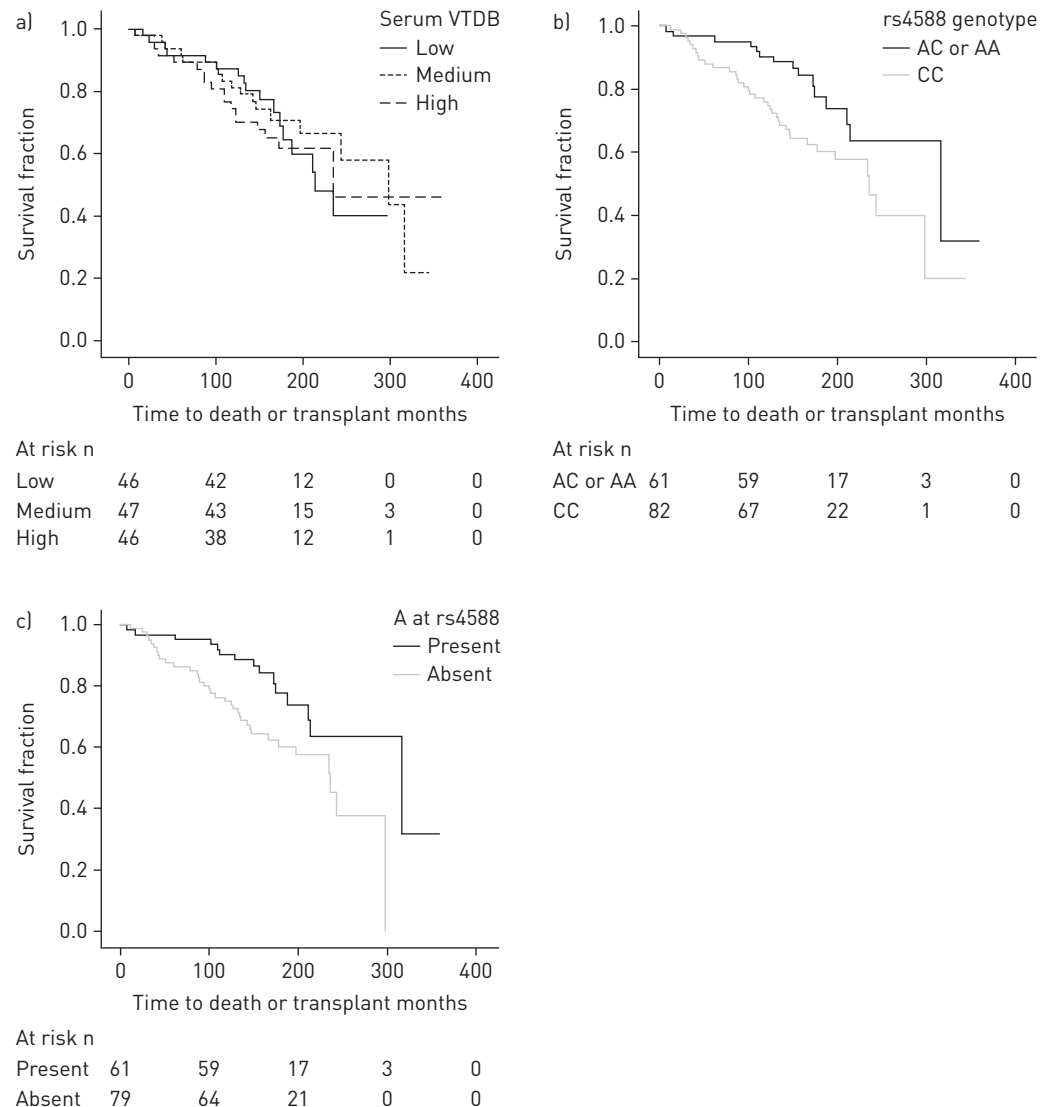 a)
Serum VTDB
Low
Medium
High
Survival fraction
1.0
0.8
0.6
0.4
0.2
0.0
0 100 200 300 400
Time to death or transplant months
At risk n
Low 46 42 12 0 0
Medium 47 43 15 3 0
High 46 38 12 1 0
b)
rs4588 genotype
AC or AA
CC
Survival fraction
1.0
0.8
0.6
0.4
0.2
0.0
0 100 200 300 400
Time to death or transplant months
At risk n
AC or AA 61 59 17 3 0
CC 82 67 22 1 0
c)
A at rs4588
Present
Absent
Survival fraction
1.0
0.8
0.6
0.4
0.2
0.0
0 100 200 300 400
Time to death or transplant months
At risk n
Present 61 59 17 3 0
Absent 79 64 21 0 0